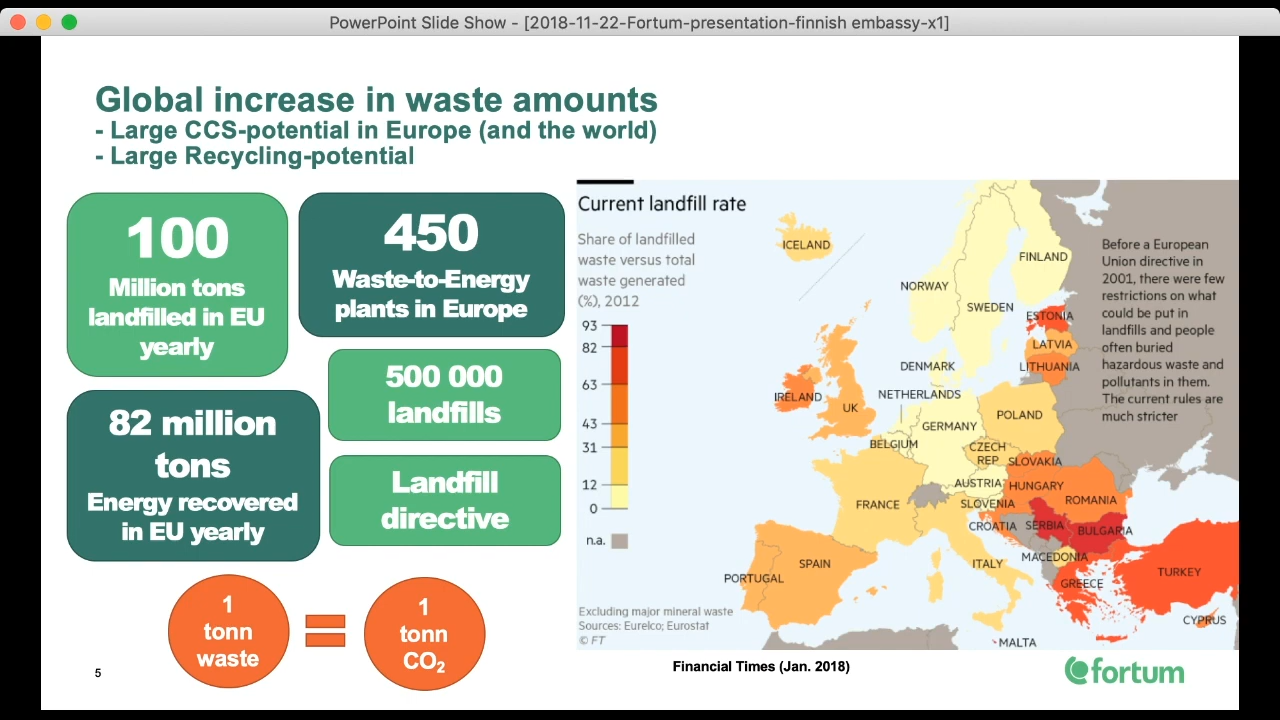 PowerPoint Slide Show - [2018-11-22-Fortum-presentation-finnish embassy-x1]
Global increase in waste amounts
- Large CCS-potential in Europe (and the world)
- Large Recycling-potential
100
Million tons
landfilled in EU
yearly
450
Waste-to-Energy
plants in Europe
500 000
landfills
82 million
tons
Energy recovered
in EU yearly
Landfill
directive
1
tonn
waste
=
1
tonn
CO₂
Current landfill rate
Share of landfilled
waste versus total
waste generated
(%), 2012
93
82
63
43
31
12
0
n.a.
ICELAND
FINLAND
NORWAY
SWEDEN
ESTONIA
LATVIA
LITHUANIA
DENMARK
NETHERLANDS
IRELAND
UK
POLAND
GERMANY
BELGIUM
CZECH
REP
SLOVAKIA
AUSTRIA
HUNGARY
ROMANIA
FRANCE
SLOVENIA
CROATIA
SERBIA
BULGARIA
MACEDONIA
ITALY
SPAIN
PORTUGAL
GREECE
TURKEY
CYPRUS
MALTA
Before a European
Union directive in
2001, there were few
restrictions on what
could be put in
landfills and people
often buried
hazardous waste and
pollutants in them.
The current rules are
much stricter
Excluding major mineral waste
Sources: Eurelco; Eurostat
© FT
Financial Times (Jan. 2018)
5
fortum